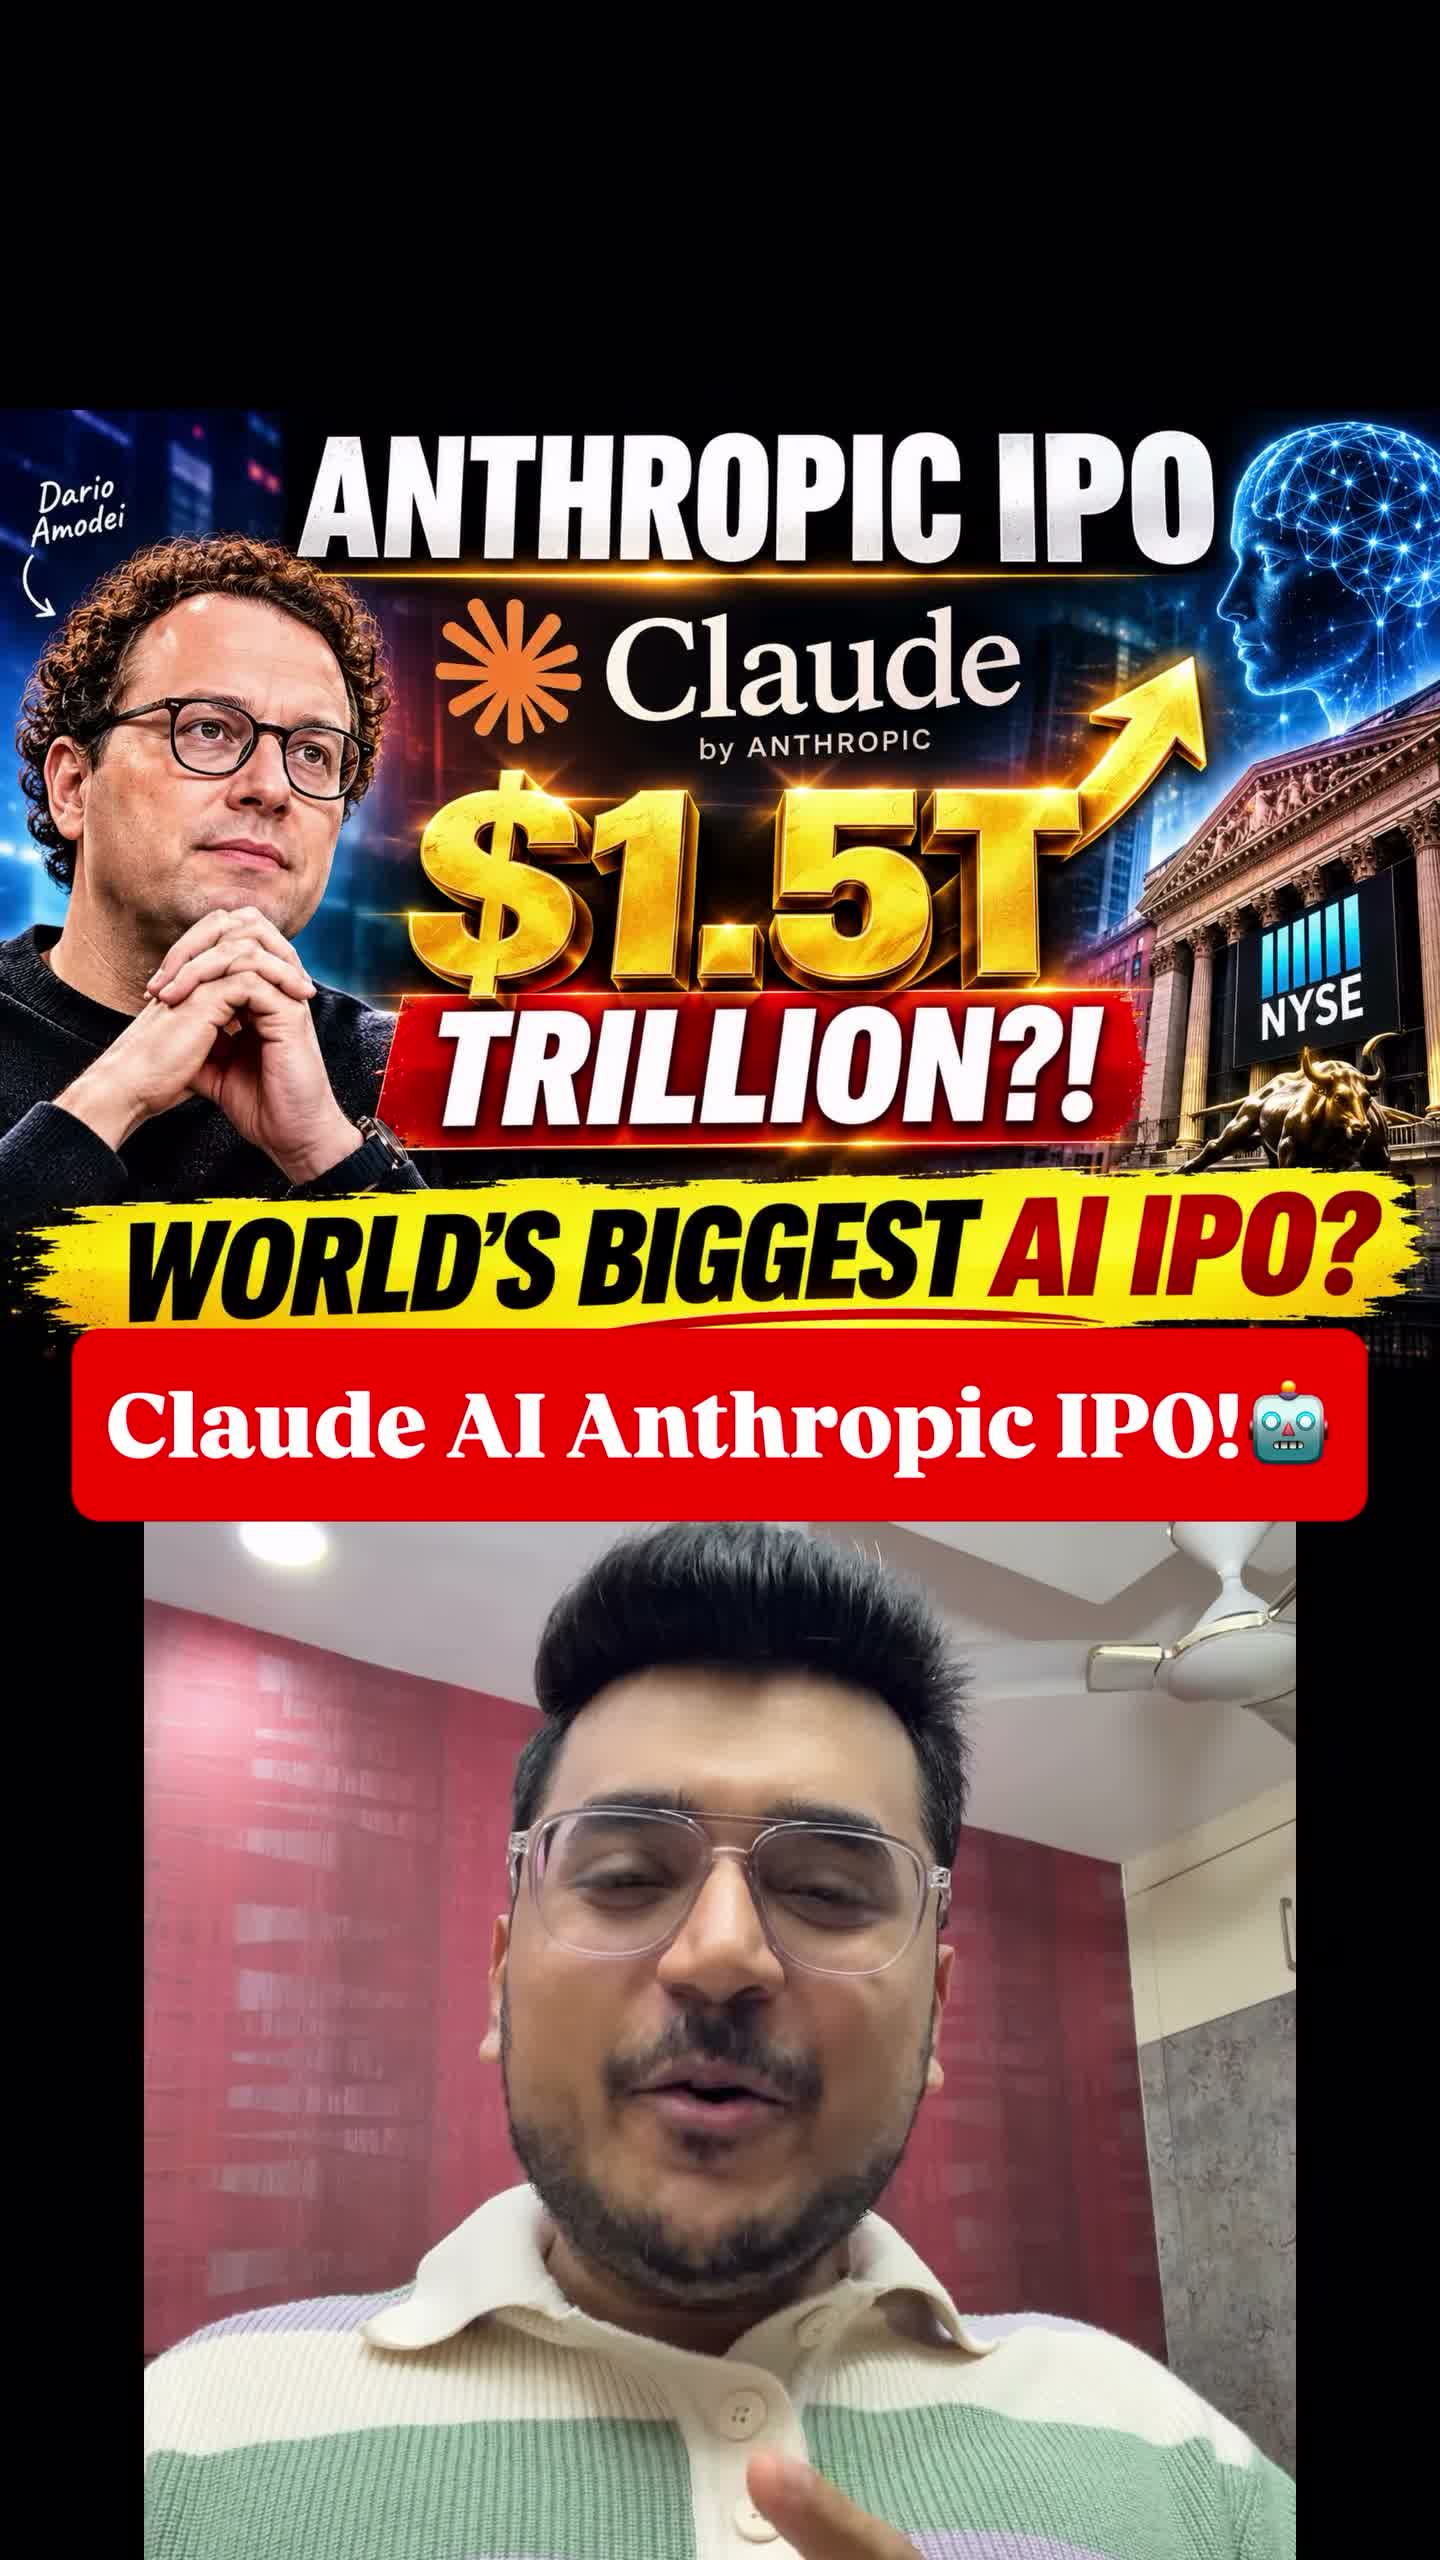 ANTHROPIC IPO
Dario
Amodei
Claude
by ANTHROPIC
$1.5T
TRILLION?!
NYSE
WORLD'S BIGGEST AI IPO?
Claude AI Anthropic IPO!🤖